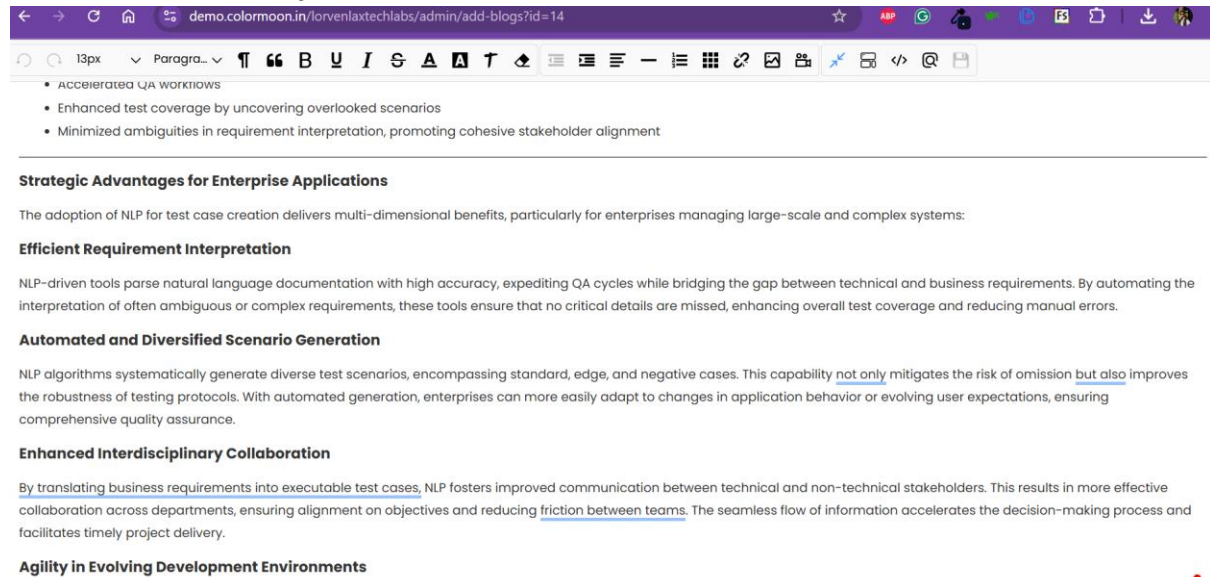 demo.colormoon.in/lorvenlaxtechlabs/admin/add-blogs?id=14
ABP
FS
13px
Paragra...
B U I S A A T
Accelerated QA workflows
Enhanced test coverage by uncovering overlooked scenarios
Minimized ambiguities in requirement interpretation, promoting cohesive stakeholder alignment
Strategic Advantages for Enterprise Applications
The adoption of NLP for test case creation delivers multi-dimensional benefits, particularly for enterprises managing large-scale and complex systems:
Efficient Requirement Interpretation
NLP-driven tools parse natural language documentation with high accuracy, expediting QA cycles while bridging the gap between technical and business requirements. By automating the
interpretation of often ambiguous or complex requirements, these tools ensure that no critical details are missed, enhancing overall test coverage and reducing manual errors.
Automated and Diversified Scenario Generation
NLP algorithms systematically generate diverse test scenarios, encompassing standard, edge, and negative cases. This capability not only mitigates the risk of omission but also improves
the robustness of testing protocols. With automated generation, enterprises can more easily adapt to changes in application behavior or evolving user expectations, ensuring
comprehensive quality assurance.
Enhanced Interdisciplinary Collaboration
By translating business requirements into executable test cases, NLP fosters improved communication between technical and non-technical stakeholders. This results in more effective
collaboration across departments, ensuring alignment on objectives and reducing friction between teams. The seamless flow of information accelerates the decision-making process and
facilitates timely project delivery.
Agility in Evolving Development Environments